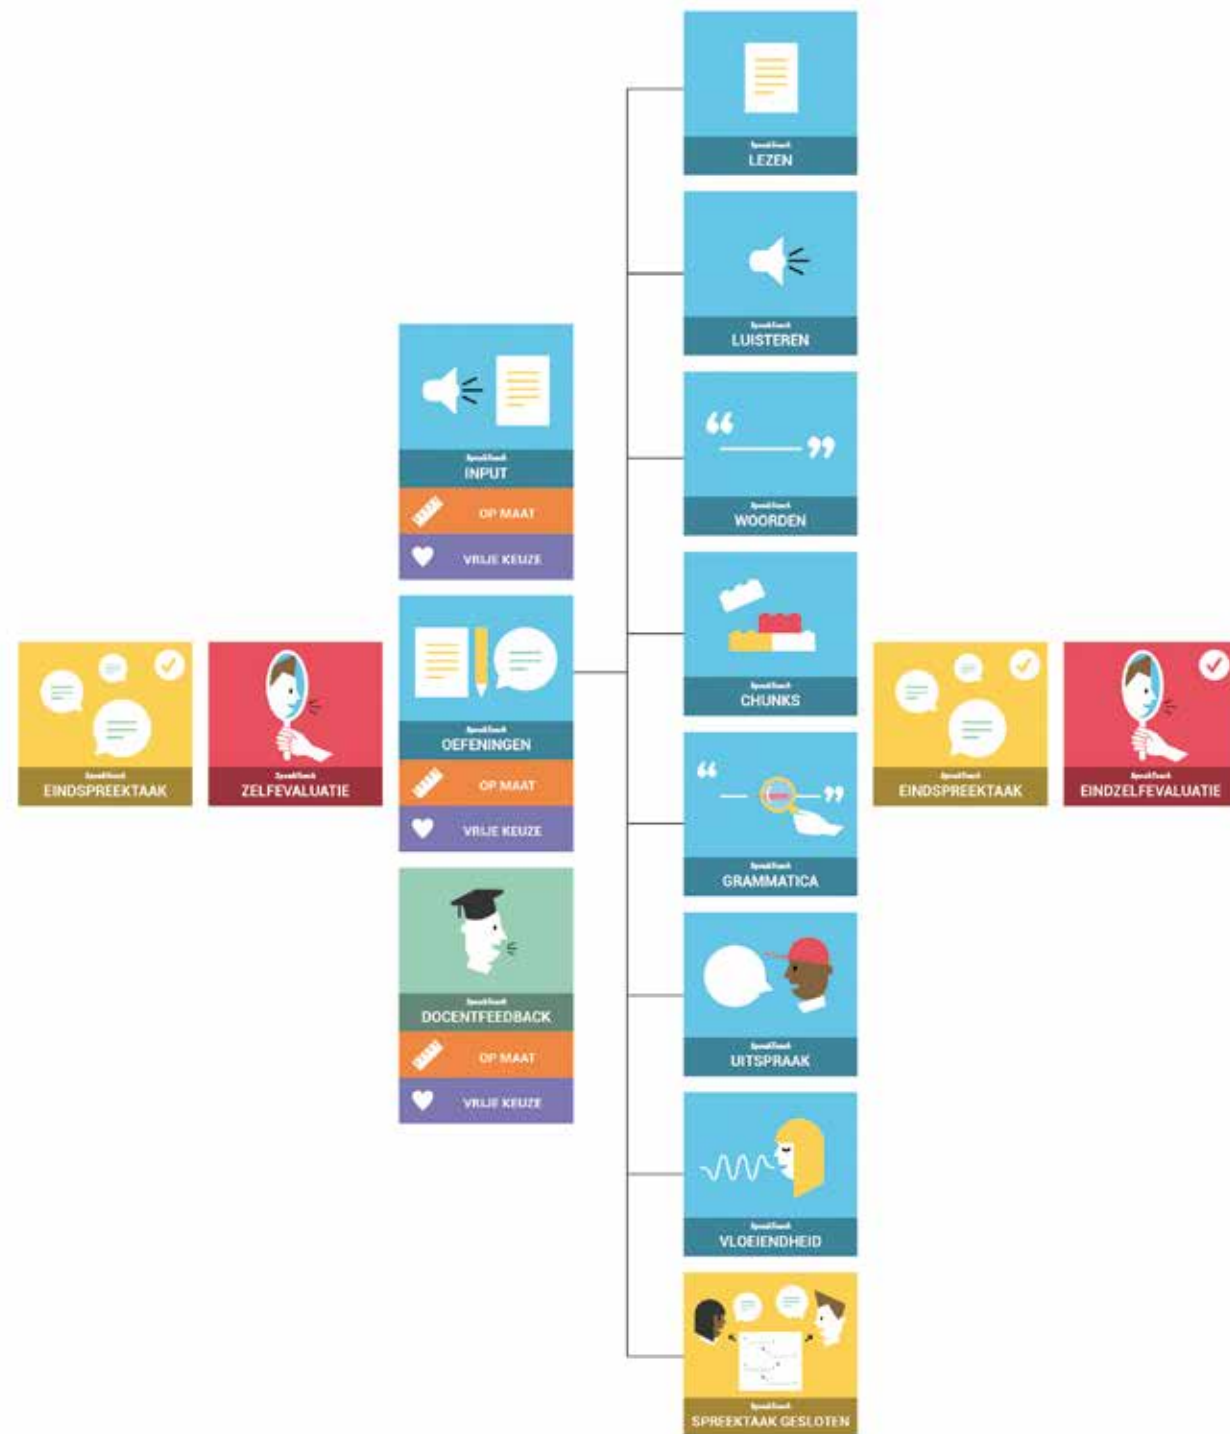 EINDSPREEKTAAK
ZELFEVALUATIE
INPUT
OP MAAT
VRIJE KEUZE
OEFENINGEN
OP MAAT
VRIJE KEUZE
DOCENTFEEDBACK
OP MAAT
VRIJE KEUZE
LEZEN
LUISTEREN
WOORDEN
CHUNKS
GRAMMATICA
UITSPRAAK
VLOEIENDHEID
SPREEKTAAK GESLOTEN
EINDSPREEKTAAK
EINDZELFEVALUATIE